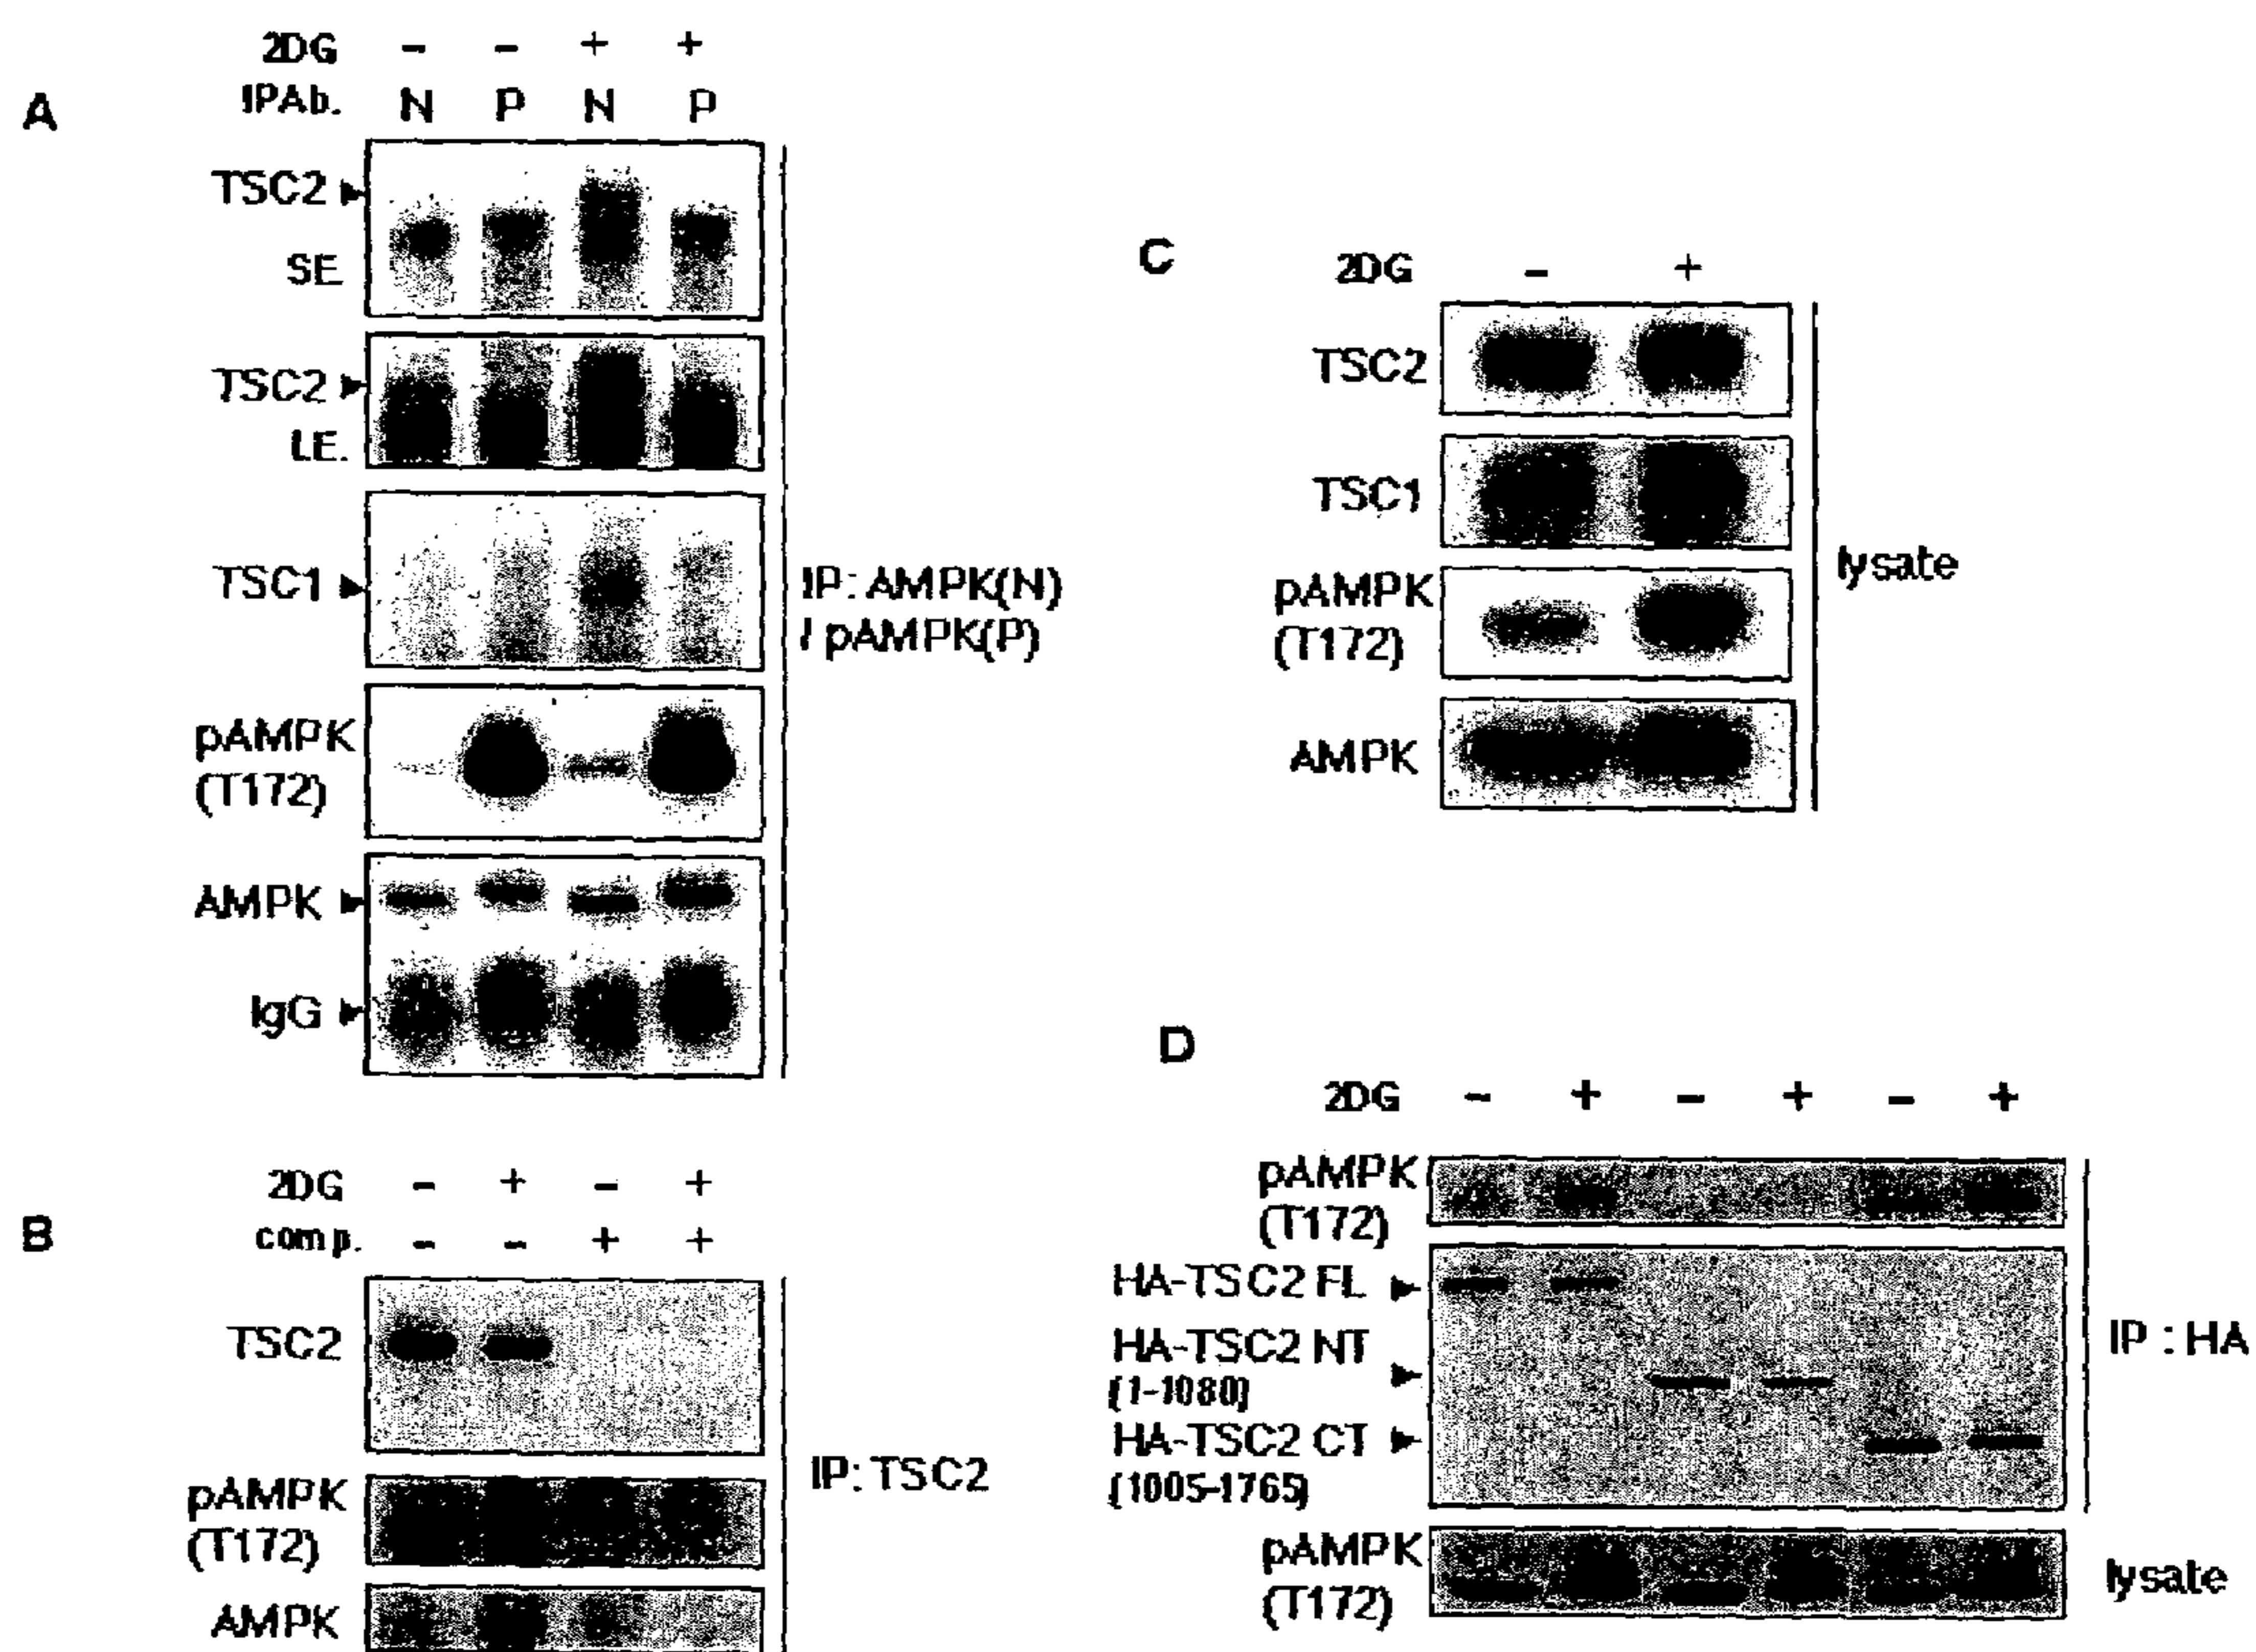 A
2DG - - + +
IPAb. N P N P
TSC2
SE
TSC2
LE.
TSC1
IP: AMPK(N)
/ pAMPK(P)
pAMPK
(T172)
AMPK
IgG
B
2DG - + - +
comp. - - + +
TSC2
pAMPK
(T172)
AMPK
IP: TSC2
C
2DG - +
TSC2
TSC1
pAMPK
(T172)
AMPK
lysate
D
2DG - + - + - +
pAMPK
(T172)
HA-TSC2 FL
HA-TSC2 NT
(1-1080)
HA-TSC2 CT
(1005-1765)
IP : HA
pAMPK
(T172)
lysate